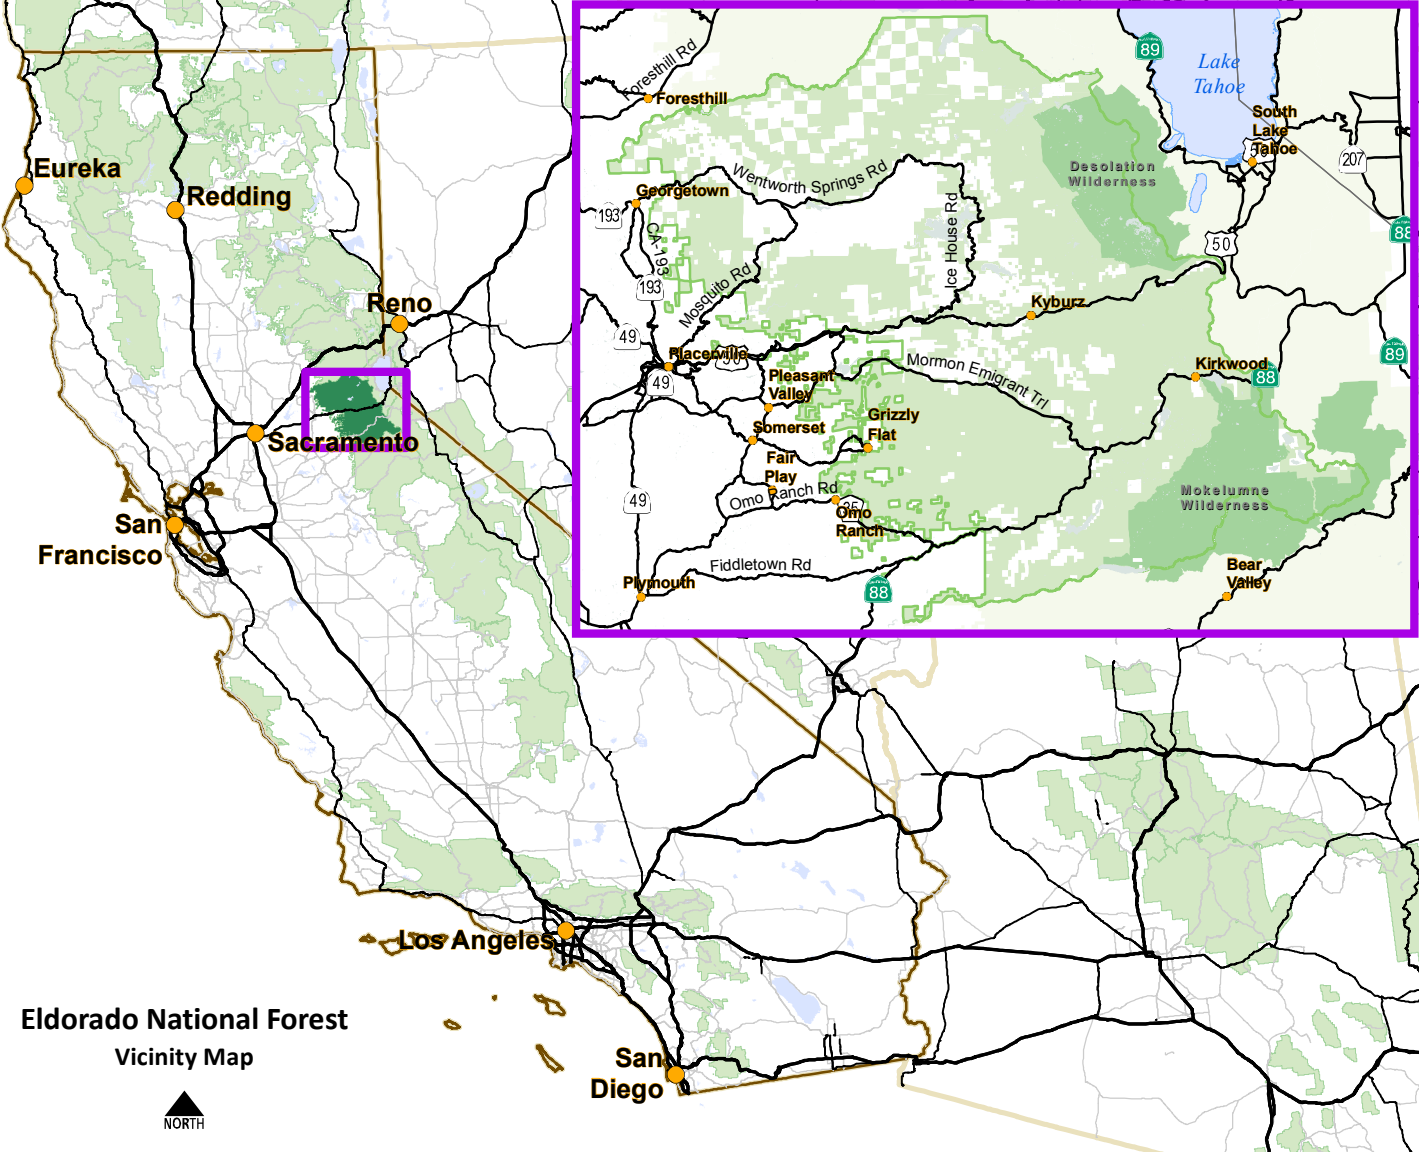 Eureka
Redding
Reno
Sacramento
San
Francisco
Los Angeles
San
Diego
Eldorado National Forest
Vicinity Map
NORTH
Foresthill Rd
Foresthill
89
Lake
Tahoe
South
Lake
Tahoe
50
207
Desolation
Wilderness
Wentworth Springs Rd
Georgetown
193
CA-193
193
Ice House Rd
88
50
Mosquito Rd
Kyburz
49
Placerville
50
49
Pleasant
Valley
Mormon Emigrant Trl
Kirkwood
88
89
Grizzly
Flat
Somerset
Fair
Play
Omo Ranch Rd
49
Omo
Ranch
Mokelumne
Wilderness
Fiddletown Rd
Plymouth
88
Bear
Valley